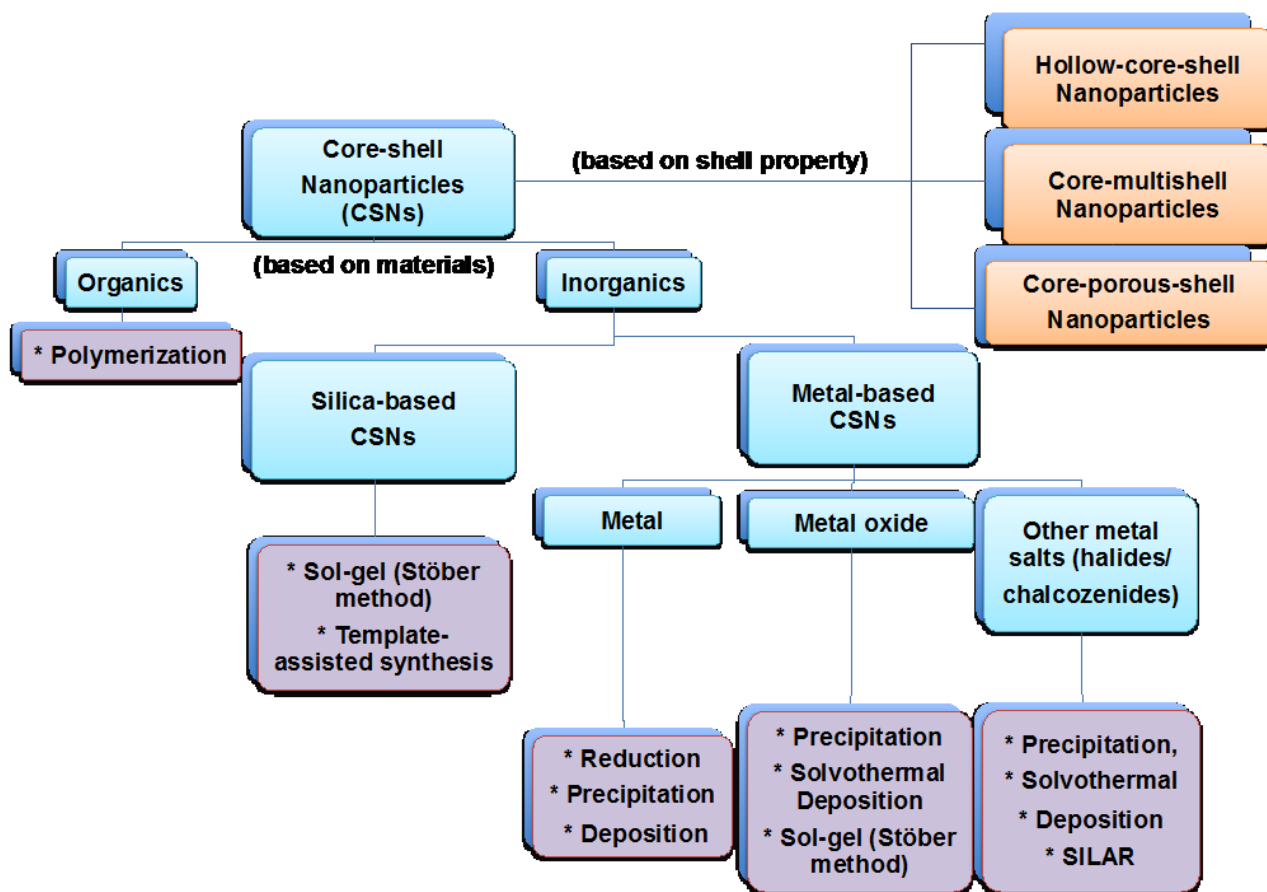 Hollow-core-shell
Nanoparticles
Core-shell
Nanoparticles
(CSNs)
(based on shell property)
Core-multishell
Nanoparticles
(based on materials)
Organics
Inorganics
Core-porous-shell
Nanoparticles
* Polymerization
Silica-based
CSNs
Metal-based
CSNs
Metal
Metal oxide
Other metal
salts (halides/
chalcozenides)
* Sol-gel (Stöber
method)
* Template-
assisted synthesis
* Reduction
* Precipitation
* Deposition
* Precipitation
* Solvothermal
Deposition
* Sol-gel (Stöber
method)
* Precipitation,
* Solvothermal
* Deposition
* SILAR